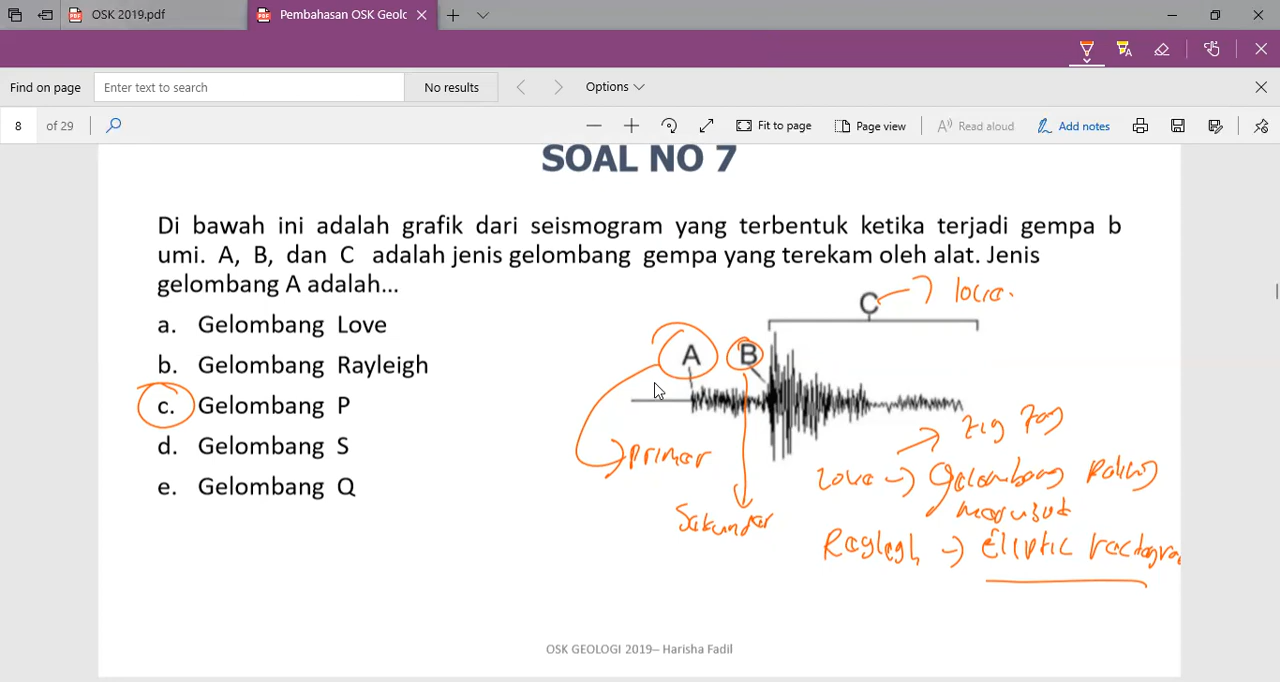 OSK 2019.pdf
Pembahasan OSK Geolc
Find on page
Enter text to search
No results
Options
8 of 29
Fit to page
Page view
Read aloud
Add notes
SOAL NO 7
Di bawah ini adalah grafik dari seismogram yang terbentuk ketika terjadi gempa b
umi. A, B, dan C adalah jenis gelombang gempa yang terekam oleh alat. Jenis
gelombang A adalah...
a. Gelombang Love
b. Gelombang Rayleigh
c. Gelombang P
d. Gelombang S
e. Gelombang Q
C
A
B
primer
Sekunder
zig zag
Love → Gelombang paling
merusak
→ Eliptic
OSK GEOLOGI 2019– Harisha Fadil